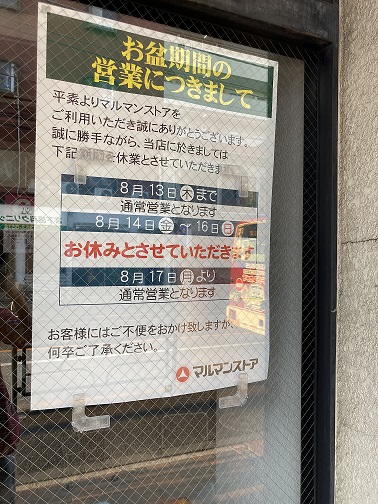 お盆期間の
営業につきまして
平素よりマルマンストアを
ご利用いただき誠にありがとうございます。
誠に勝手ながら、当店に於きましては
下記期間を休業とさせていただきま
8月13日㊍まで
通常営業となります
8月14日㊎～16日㊐
お休みとさせていただきます
8月17日㊊より
通常営業となります
お客様にはご不便をおかけ致しますが、
何卒ご了承ください。
マルマンストア